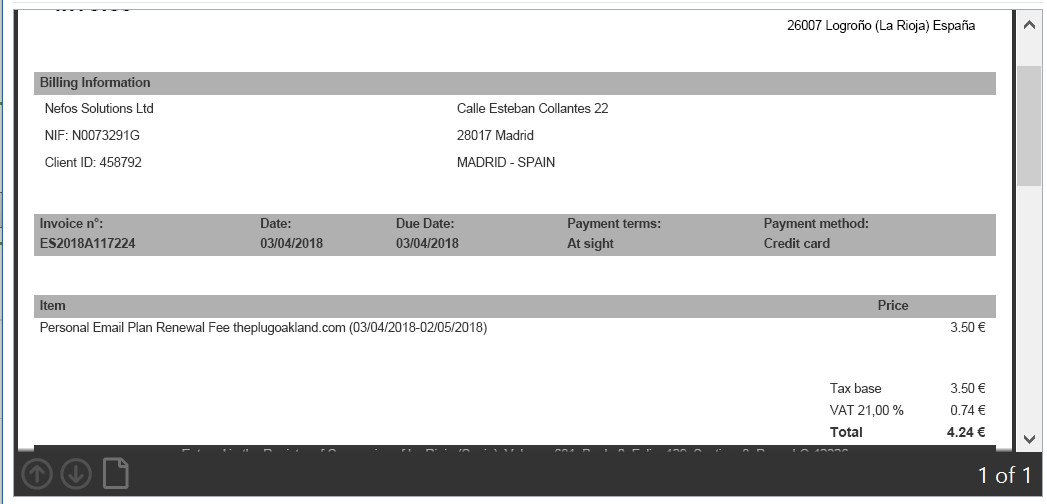 26007 Logroño (La Rioja) España
Billing Information
Nefos Solutions Ltd Calle Esteban Collantes 22
NIF: N0073291G 28017 Madrid
Client ID: 458792 MADRID - SPAIN
Invoice n°: Date: Due Date: Payment terms: Payment method:
ES2018A117224 03/04/2018 03/04/2018 At sight Credit card
Item Price
Personal Email Plan Renewal Fee theplugoakland.com (03/04/2018-02/05/2018) 3.50 €
Tax base 3.50 €
VAT 21,00 % 0.74 €
Total 4.24 €
1 of 1